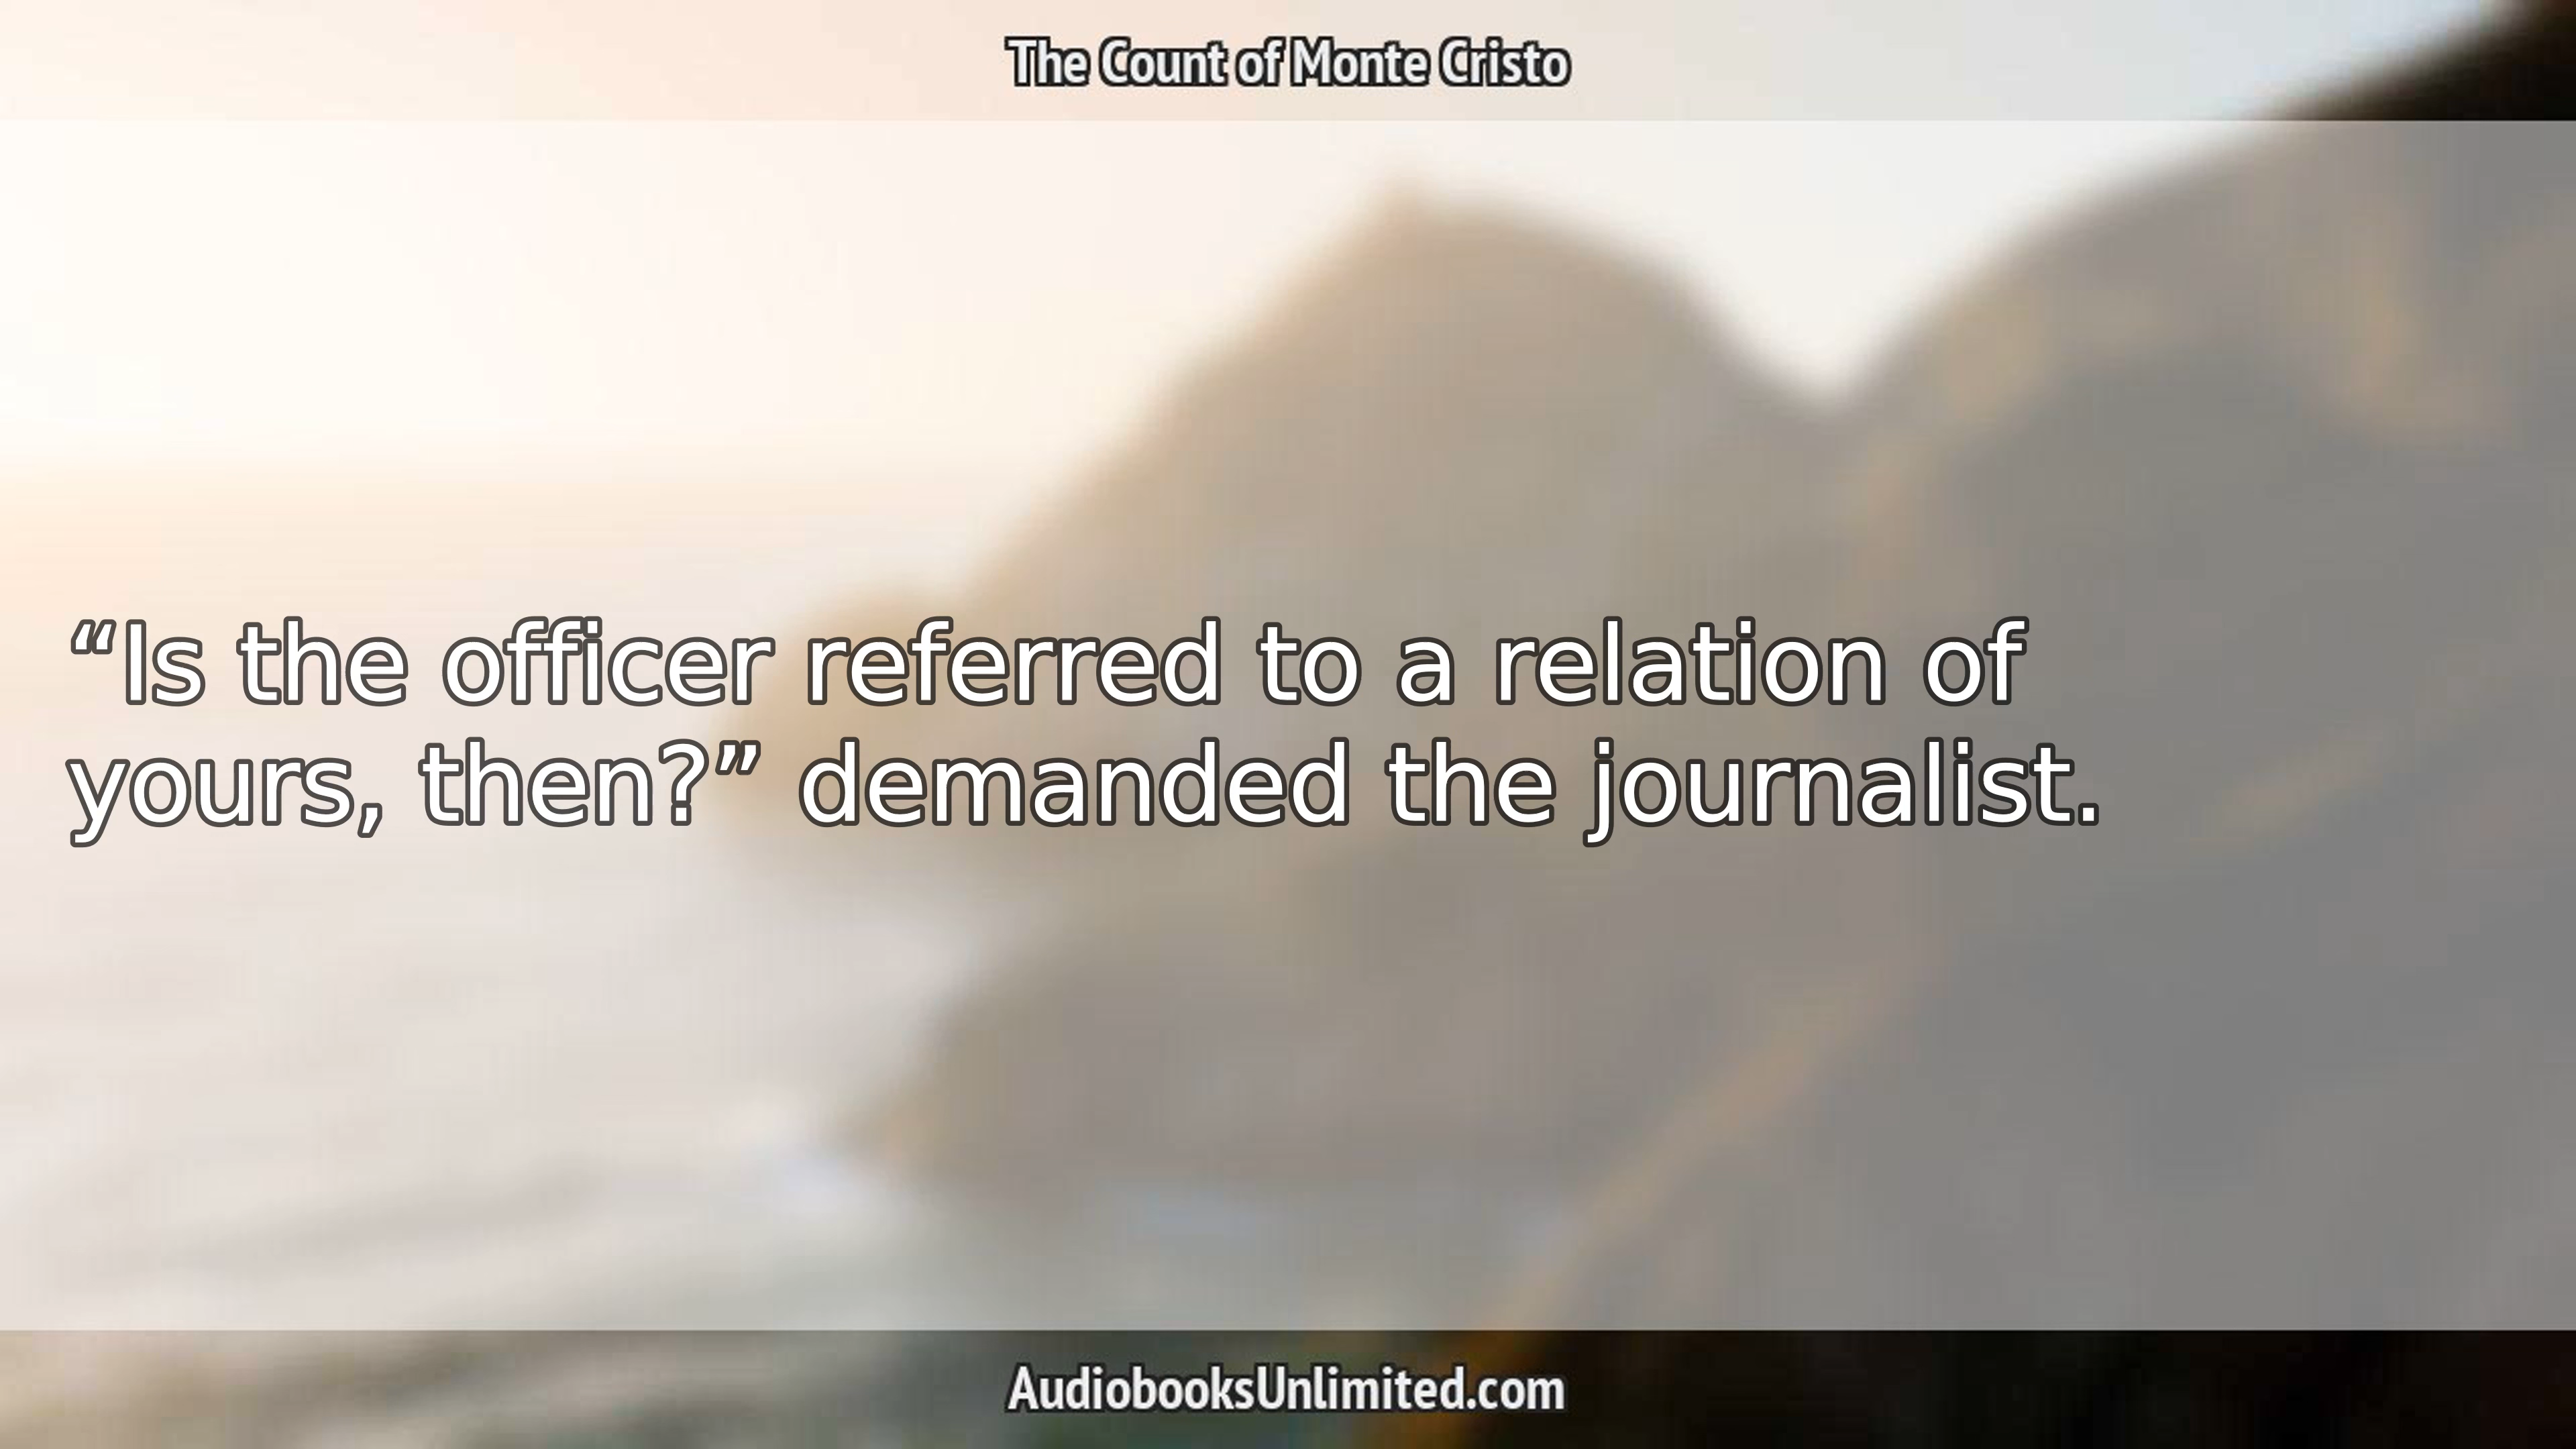 The Count of Monte Cristo
“Is the officer referred to a relation of
yours, then?” demanded the journalist.
AudiobooksUnlimited.com